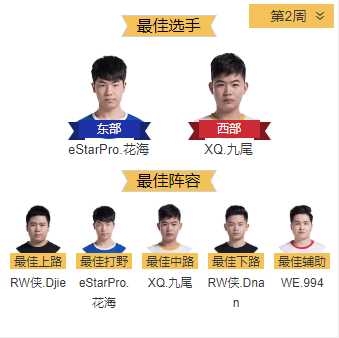 第2周
最佳选手
东部 西部
eStarPro.花海 XQ.九尾
最佳阵容
最佳上路 最佳打野 最佳中路 最佳下路 最佳辅助
RW侠.Djie eStarPro. XQ.九尾 RW侠.Dna WE.994
花海 n